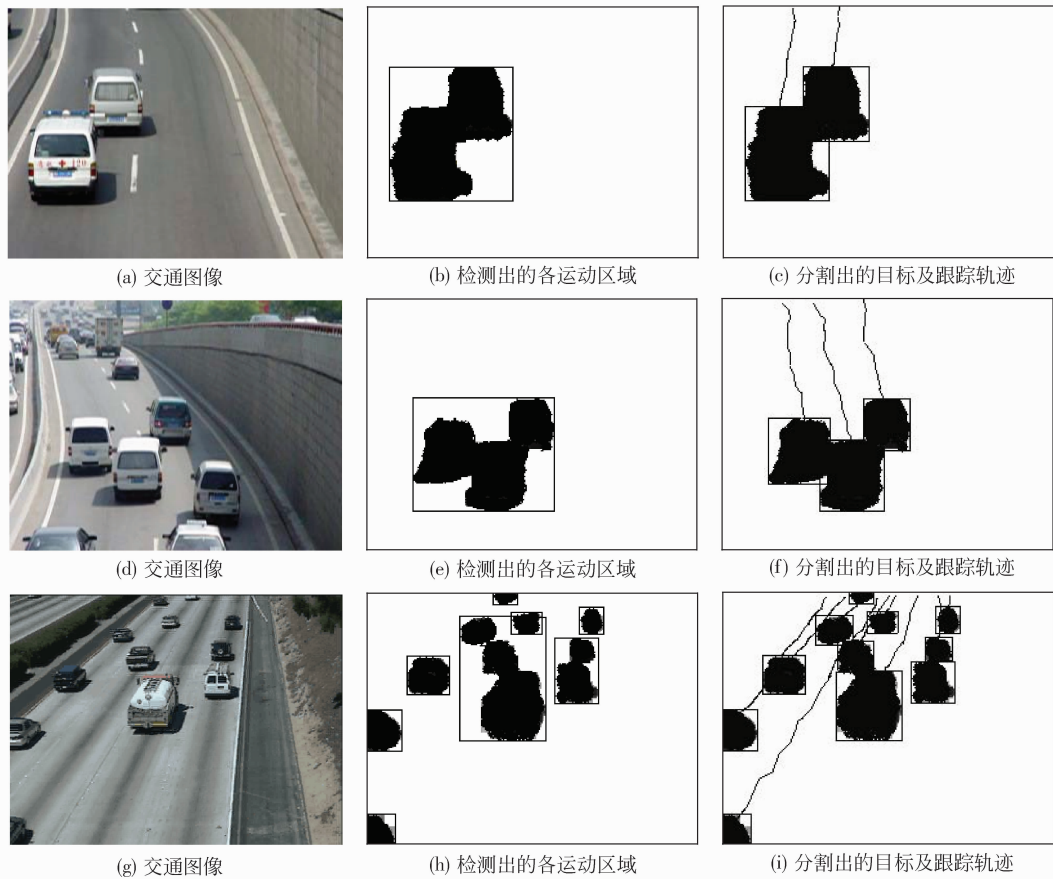 (a) 交通图像
(b) 检测出的各运动区域
(c) 分割出的目标及跟踪轨迹
(d) 交通图像
(e) 检测出的各运动区域
(f) 分割出的目标及跟踪轨迹
(g) 交通图像
(h) 检测出的各运动区域
(i) 分割出的目标及跟踪轨迹